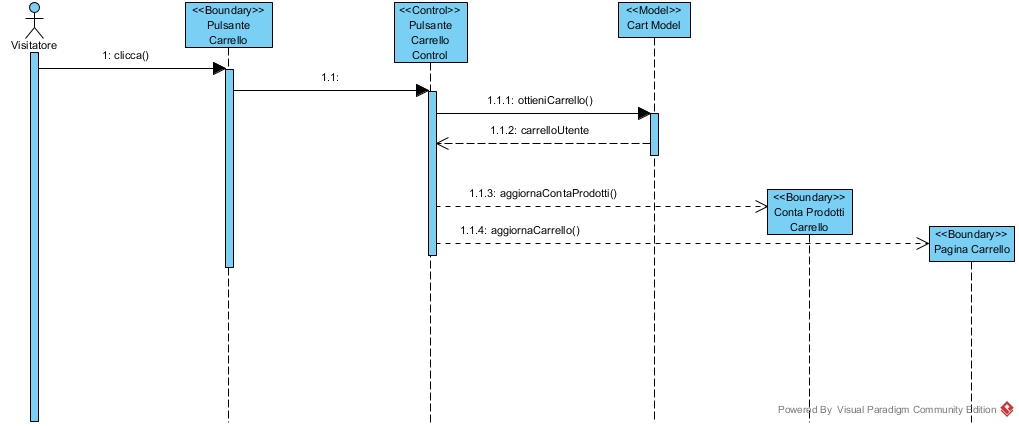 <<Boundary>>
Pulsante
Carrello
<<Control>>
Pulsante
Carrello
Control
<<Model>>
Cart Model
Visitatore
1: clicca()
1.1:
1.1.1: ottieniCarrello()
1.1.2: carrelloUtente
1.1.3: aggiornaContaProdotti()
<<Boundary>>
Conta Prodotti
Carrello
1.1.4: aggiornaCarrello()
<<Boundary>>
Pagina Carrello
Powered By Visual Paradigm Community Edition